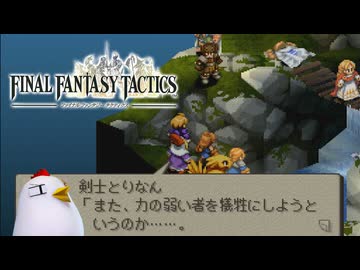 FINAL FANTASY TACTICS
ファイナルファンタジー・タクティクス
剣士とりなん
「また、力の弱い者を犠牲にしようと
いうのか……。